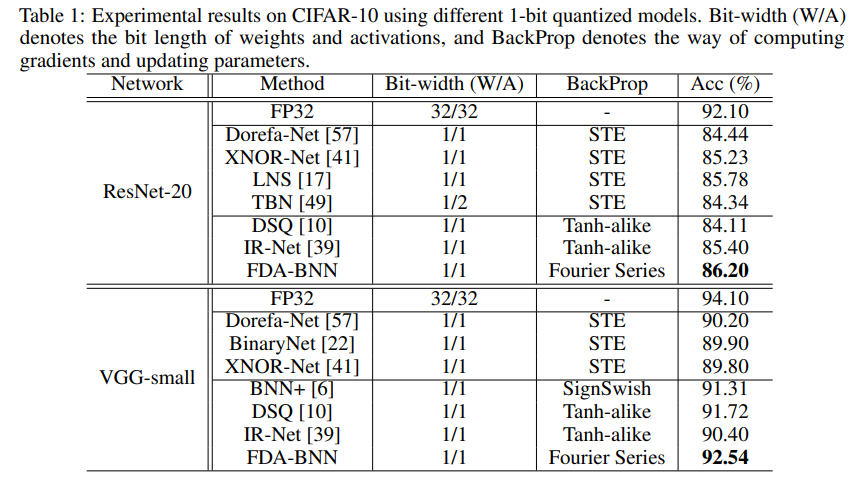 Table 1: Experimental results on CIFAR-10 using different 1-bit quantized models. Bit-width (W/A)
denotes the bit length of weights and activations, and BackProp denotes the way of computing
gradients and updating parameters.
Network Method Bit-width (W/A) BackProp Acc (%)
FP32 32/32 - 92.10
Dorefa-Net [57] 1/1 STE 84.44
XNOR-Net [41] 1/1 STE 85.23
LNS [17] 1/1 STE 85.78
ResNet-20
TBN [49] 1/2 STE 84.34
DSQ [10] 1/1 Tanh-alike 84.11
IR-Net [39] 1/1 Tanh-alike 85.40
FDA-BNN 1/1 Fourier Series 86.20
FP32 32/32 - 94.10
Dorefa-Net [57] 1/1 STE 90.20
BinaryNet [22] 1/1 STE 89.90
XNOR-Net [41] 1/1 STE 89.80
VGG-small
BNN+ [6] 1/1 SignSwish 91.31
DSQ [10] 1/1 Tanh-alike 91.72
IR-Net [39] 1/1 Tanh-alike 90.40
FDA-BNN 1/1 Fourier Series 92.54